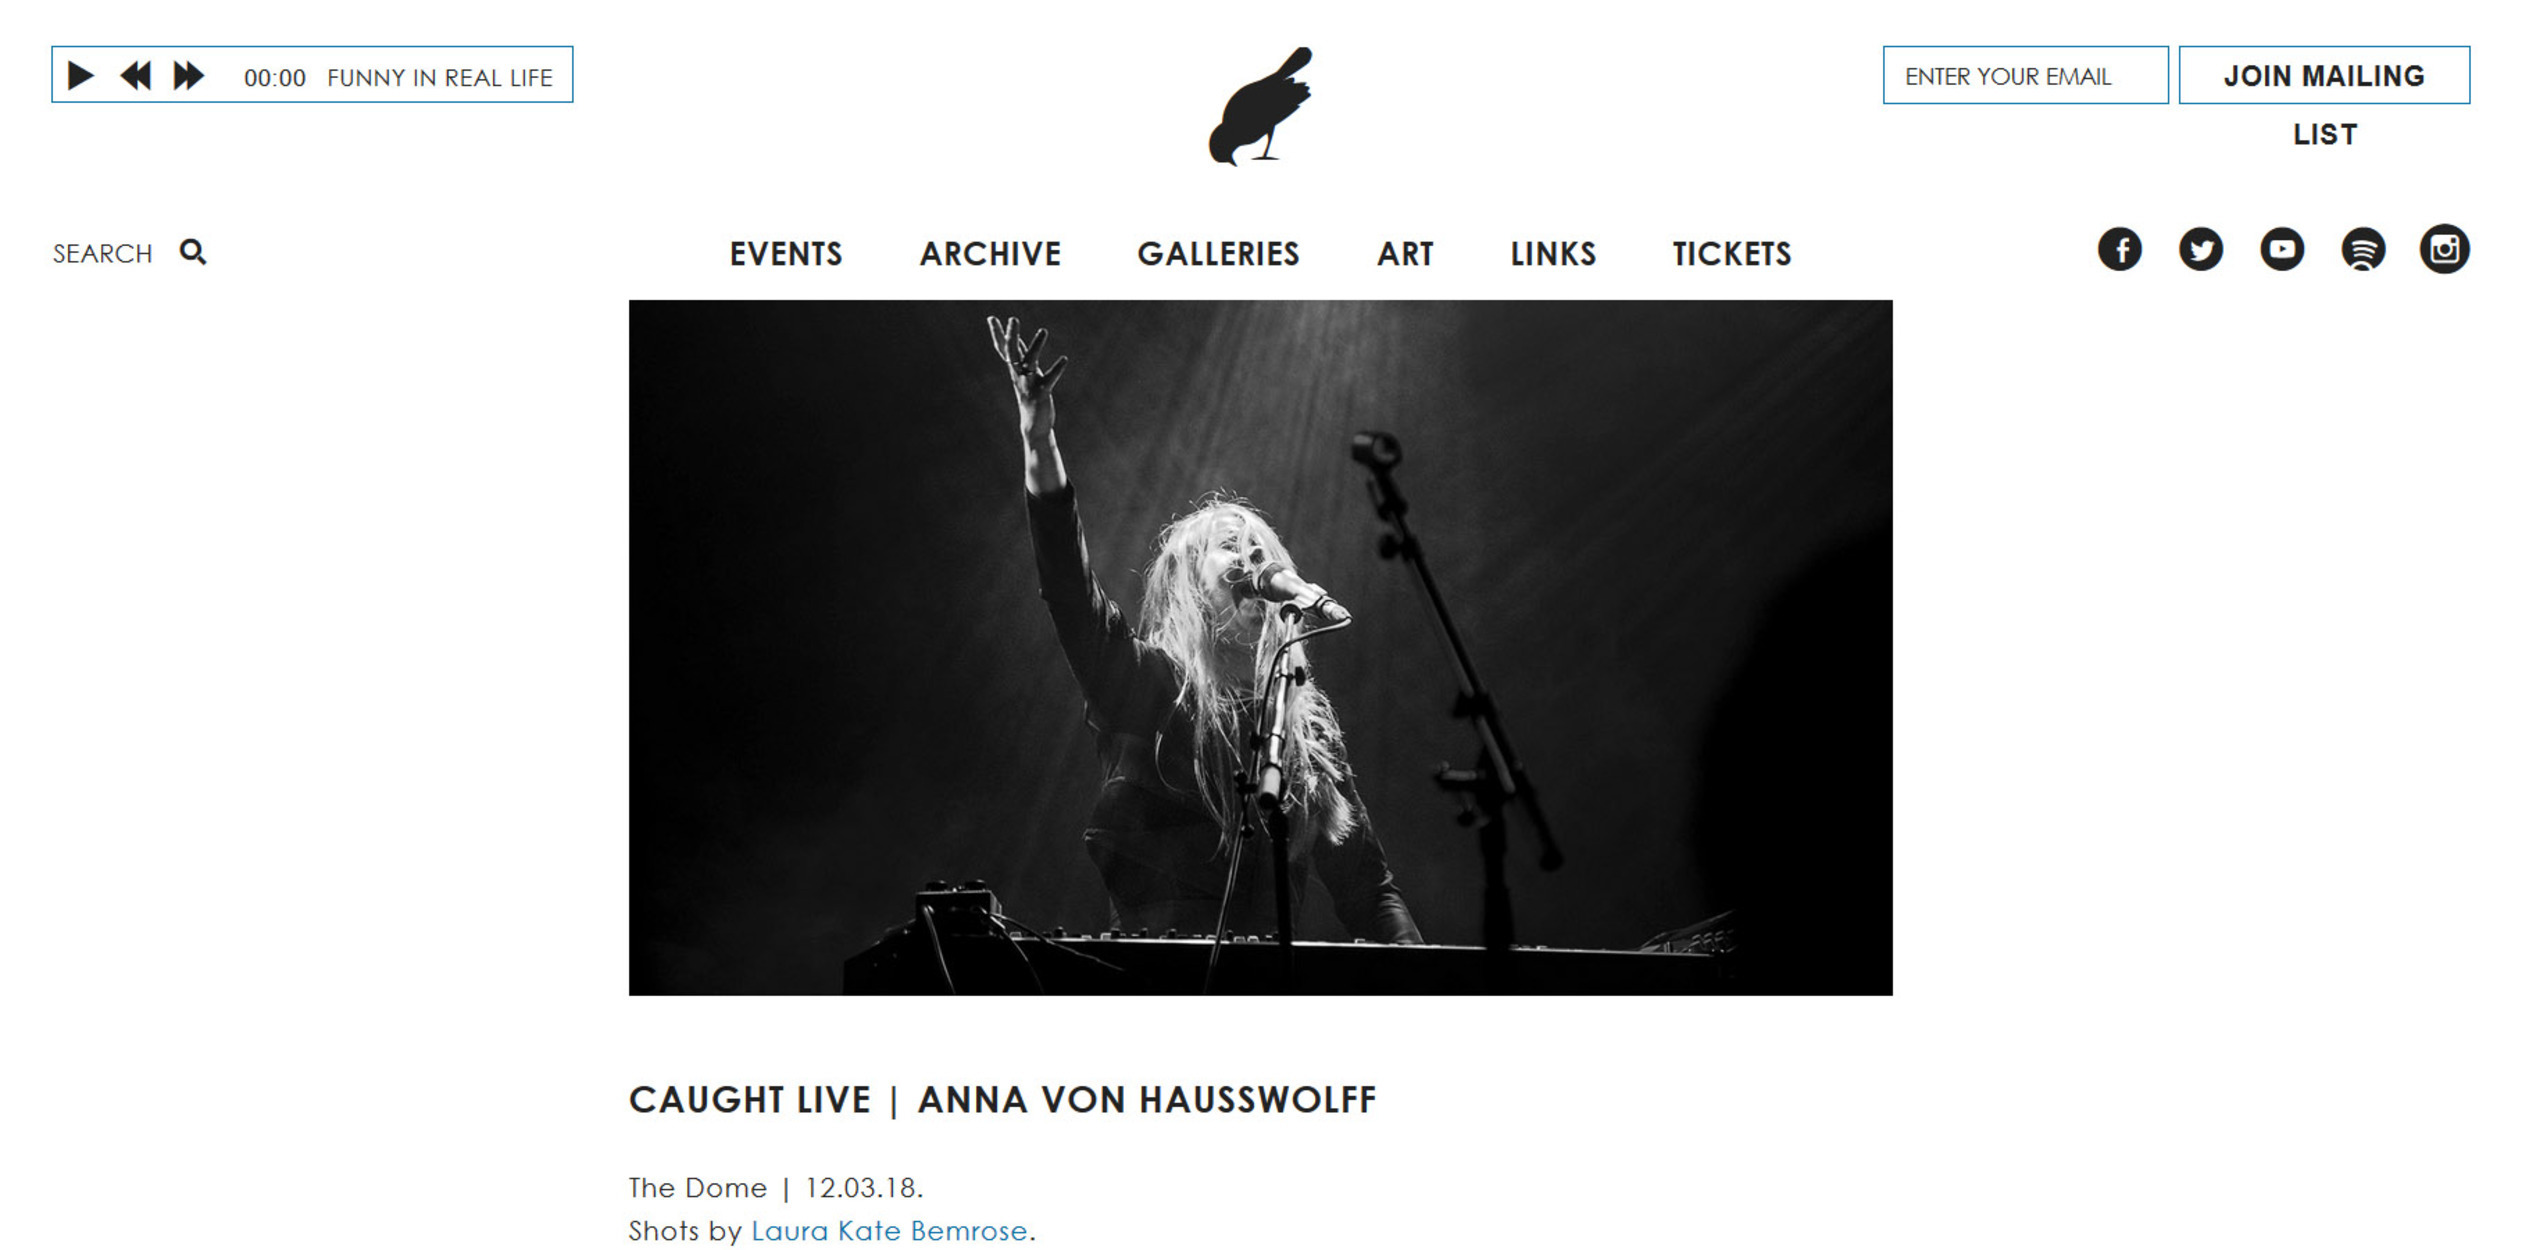 00:00 FUNNY IN REAL LIFE
ENTER YOUR EMAIL
JOIN MAILING
LIST
SEARCH
EVENTS ARCHIVE GALLERIES ART LINKS TICKETS
CAUGHT LIVE | ANNA VON HAUSSWOLFF
The Dome | 12.03.18.
Shots by Laura Kate Bemrose.